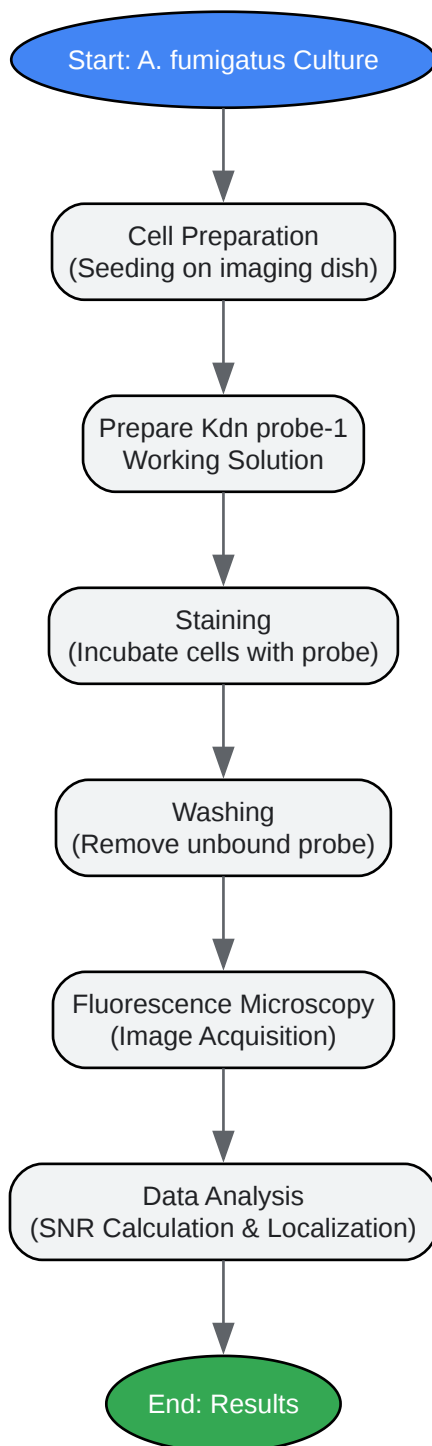 Start: A. fumigatus Culture
Cell Preparation
(Seeding on imaging dish)
Prepare Kdn probe-1
Working Solution
Staining
(Incubate cells with probe)
Washing
(Remove unbound probe)
Fluorescence Microscopy
(Image Acquisition)
Data Analysis
(SNR Calculation & Localization)
End: Results